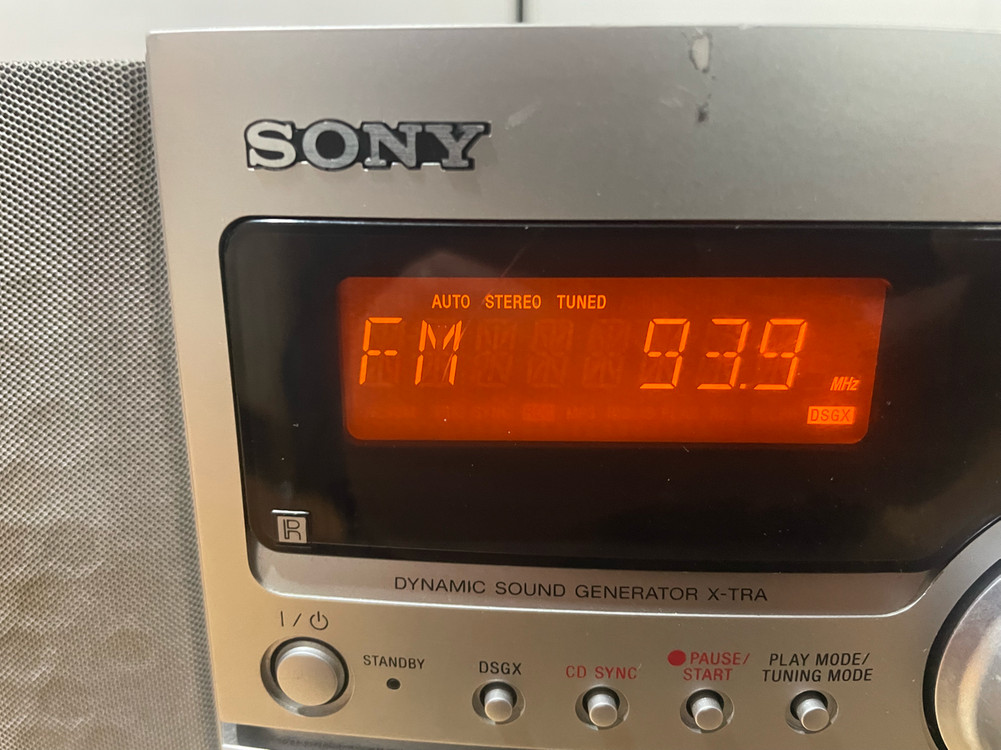 SONY
AUTO STEREO TUNED
FM 93.9 MHz
DSGX
R
DYNAMIC SOUND GENERATOR X-TRA
I/⏻
STANDBY
DSGX
CD SYNC
●PAUSE/
START
PLAY MODE/
TUNING MODE